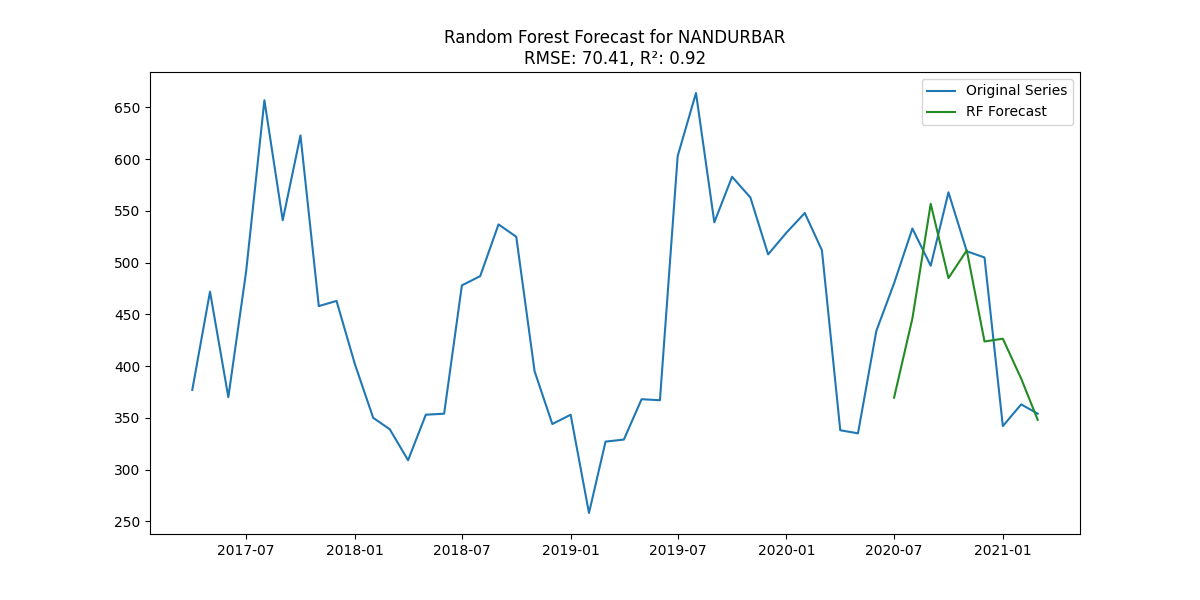 Random Forest Forecast for NANDURBAR
RMSE: 70.41, R²: 0.92
Original Series
RF Forecast
650
600
550
500
450
400
350
300
250
2017-07 2018-01 2018-07 2019-01 2019-07 2020-01 2020-07 2021-01